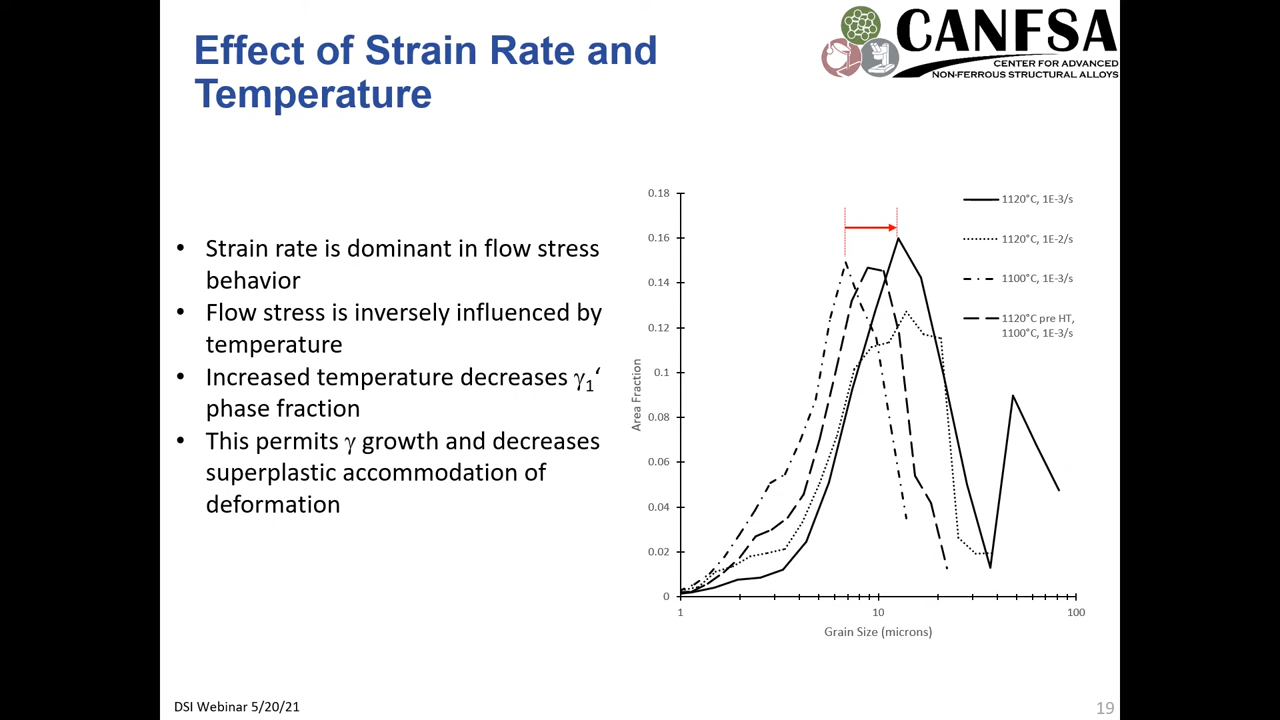 Effect of Strain Rate and
Temperature
CANFSA
CENTER FOR ADVANCED
NON-FERROUS STRUCTURAL ALLOYS
• Strain rate is dominant in flow stress
behavior
• Flow stress is inversely influenced by
temperature
• Increased temperature decreases γ₁‘
phase fraction
• This permits γ growth and decreases
superplastic accommodation of
deformation
0.18
0.16
0.14
0.12
0.1
0.08
0.06
0.04
0.02
0
Area Fraction
1 10 100
Grain Size (microns)
1120°C, 1E-3/s
1120°C, 1E-2/s
1100°C, 1E-3/s
1120°C pre HT,
1100°C, 1E-3/s
DSI Webinar 5/20/21
19